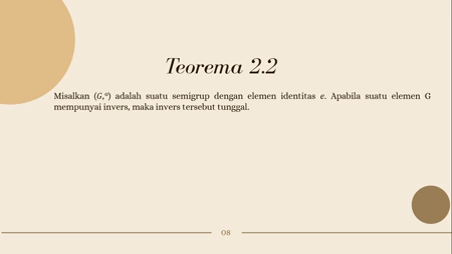 Teorema 2.2
Misalkan (G,*) adalah suatu semigrup dengan elemen identitas e. Apabila suatu elemen G
mempunyai invers, maka invers tersebut tunggal.
08